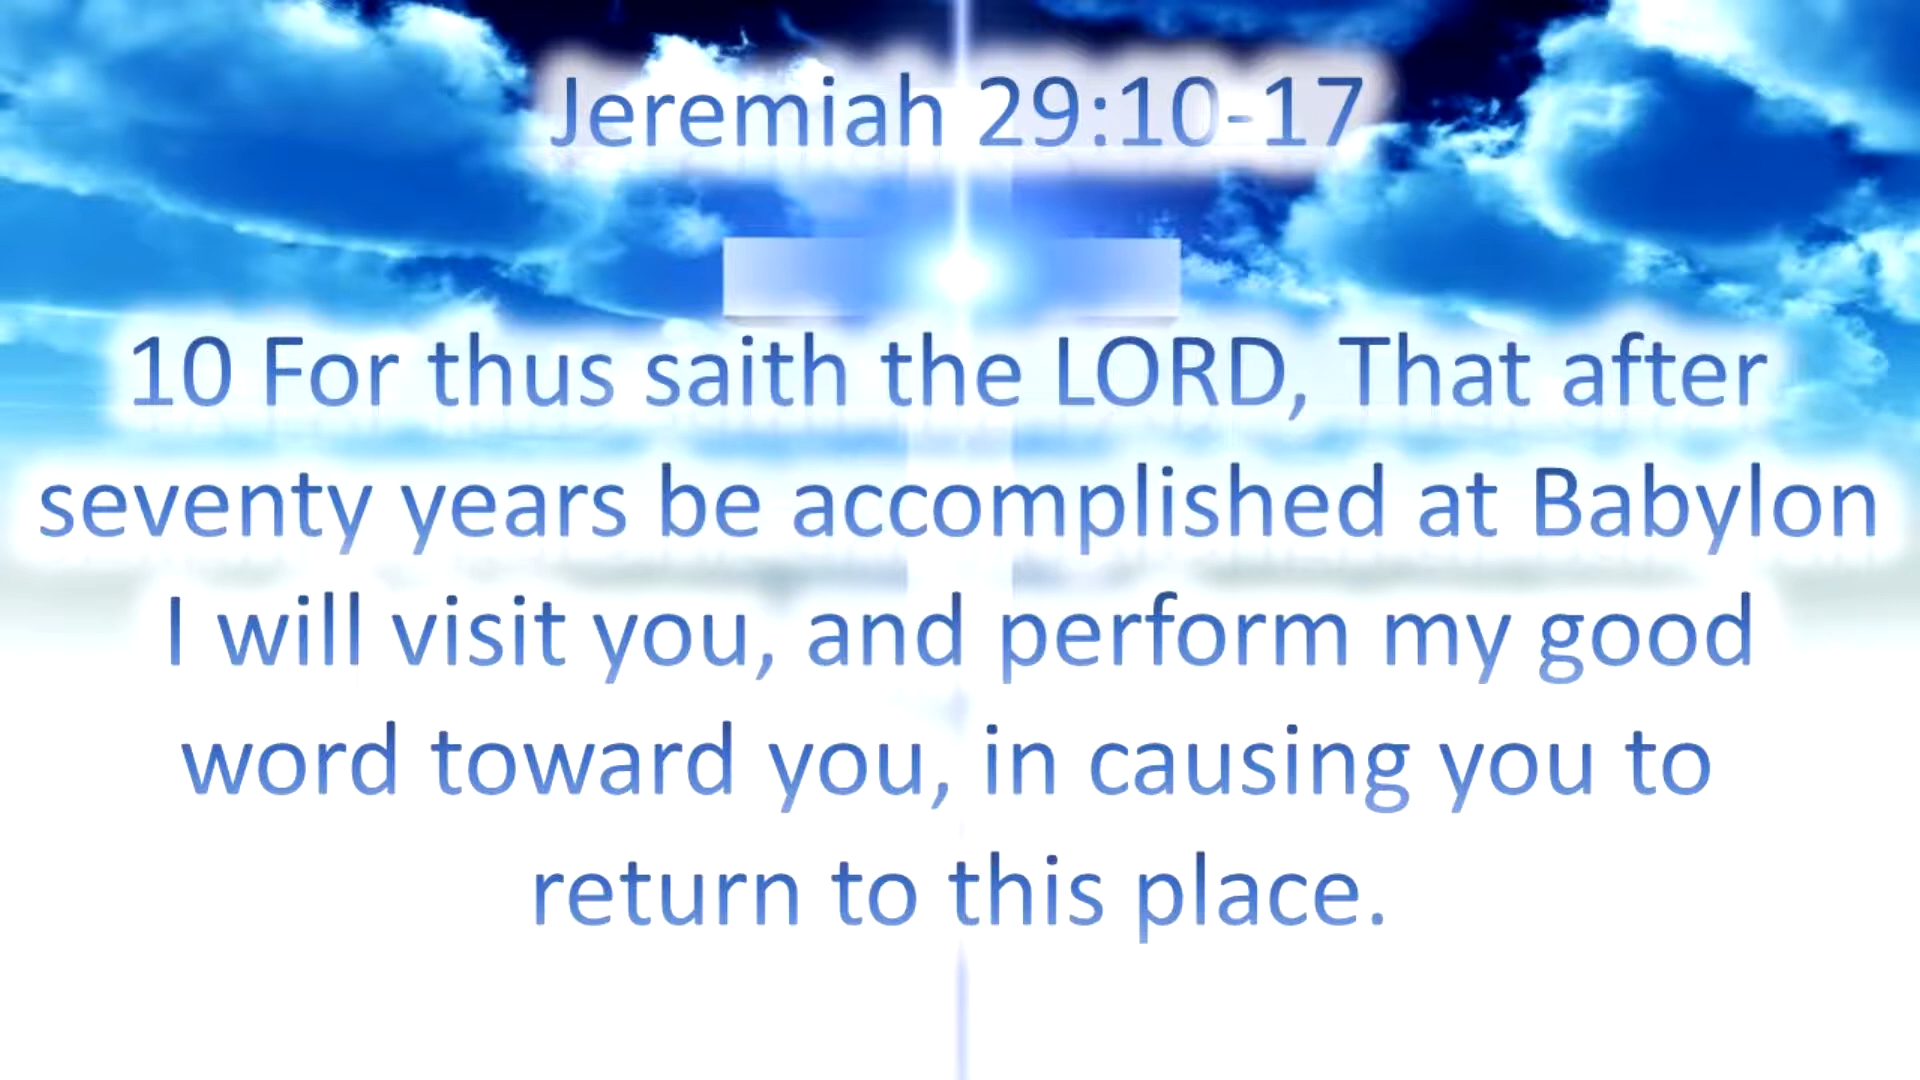 Jeremiah 29:10-17
10 For thus saith the LORD, That after
seventy years be accomplished at Babylon
I will visit you, and perform my good
word toward you, in causing you to
return to this place.